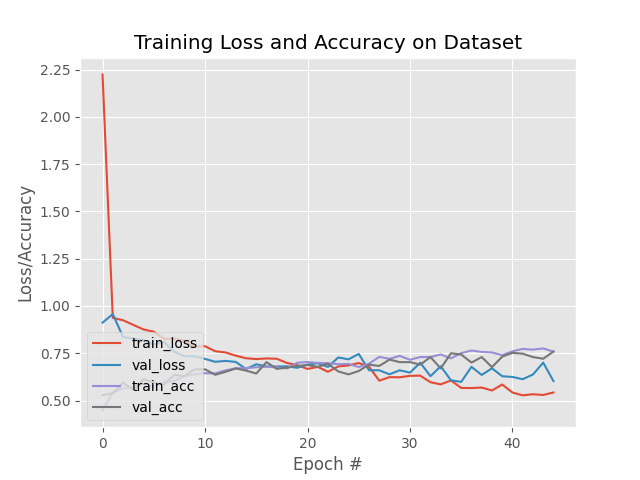 Training Loss and Accuracy on Dataset
2.25
2.00
1.75
1.50
1.25
1.00
0.75
0.50
Loss/Accuracy
train_loss
val_loss
train_acc
val_acc
0 10 20 30 40
Epoch #